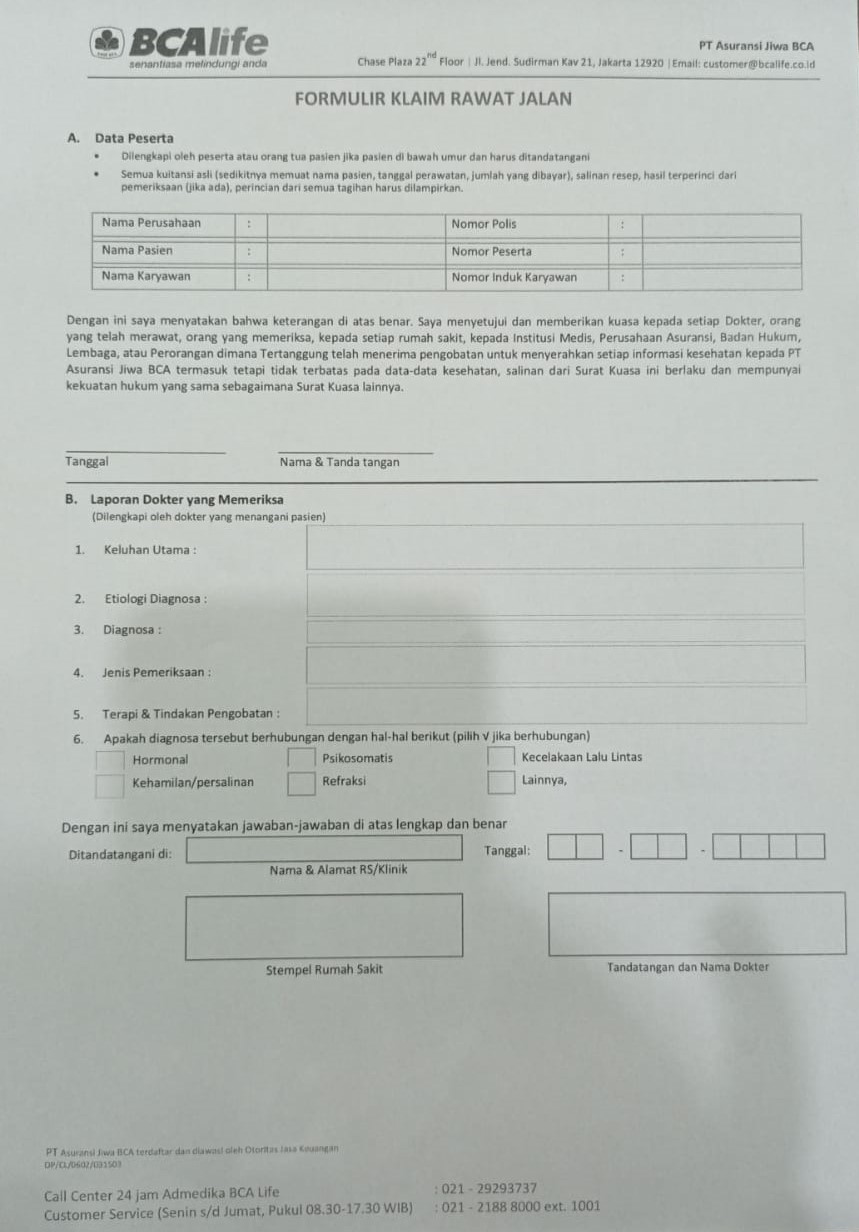 BCAlife
senantiasa melindungi anda
PT Asuransi Jiwa BCA
Chase Plaza 22nd Floor | Jl. Jend. Sudirman Kav 21, Jakarta 12920 | Email: customer@bcalife.co.id
FORMULIR KLAIM RAWAT JALAN
A. Data Peserta
• Dilengkapi oleh peserta atau orang tua pasien jika pasien di bawah umur dan harus ditandatangani
• Semua kuitansi asli (sedikitnya memuat nama pasien, tanggal perawatan, jumlah yang dibayar), salinan resep, hasil terperinci dari
pemeriksaan (jika ada), perincian dari semua tagihan harus dilampirkan.
Nama Perusahaan : Nomor Polis :
Nama Pasien : Nomor Peserta :
Nama Karyawan : Nomor Induk Karyawan :
Dengan ini saya menyatakan bahwa keterangan di atas benar. Saya menyetujui dan memberikan kuasa kepada setiap Dokter, orang
yang telah merawat, orang yang memeriksa, kepada setiap rumah sakit, kepada Institusi Medis, Perusahaan Asuransi, Badan Hukum,
Lembaga, atau Perorangan dimana Tertanggung telah menerima pengobatan untuk menyerahkan setiap informasi kesehatan kepada PT
Asuransi Jiwa BCA termasuk tetapi tidak terbatas pada data-data kesehatan, salinan dari Surat Kuasa ini berlaku dan mempunyai
kekuatan hukum yang sama sebagaimana Surat Kuasa lainnya.
Tanggal Nama & Tanda tangan
B. Laporan Dokter yang Memeriksa
(Dilengkapi oleh dokter yang menangani pasien)
1. Keluhan Utama :
2. Etiologi Diagnosa :
3. Diagnosa :
4. Jenis Pemeriksaan :
5. Terapi & Tindakan Pengobatan :
6. Apakah diagnosa tersebut berhubungan dengan hal-hal berikut (pilih √ jika berhubungan)
Hormonal Psikosomatis Kecelakaan Lalu Lintas
Kehamilan/persalinan Refraksi Lainnya,
Dengan ini saya menyatakan jawaban-jawaban di atas lengkap dan benar
Ditandatangani di: Tanggal: - -
Nama & Alamat RS/Klinik
Stempel Rumah Sakit Tandatangan dan Nama Dokter
PT Asuransi Jiwa BCA terdaftar dan diawasi oleh Otoritas Jasa Keuangan
OP/CL/0602/031503
Call Center 24 jam Admedika BCA Life : 021 - 29293737
Customer Service (Senin s/d Jumat, Pukul 08.30-17.30 WIB) : 021 - 2188 8000 ext. 1001